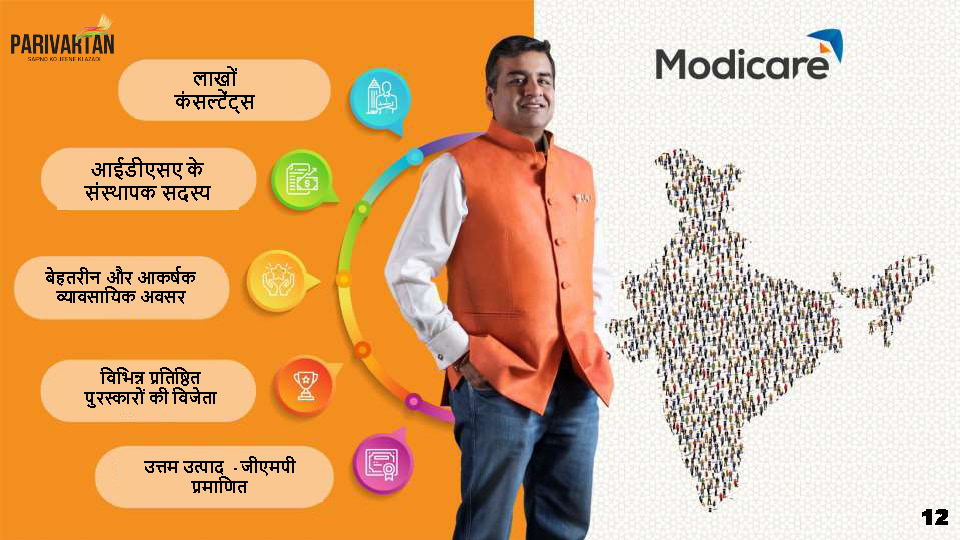 PARIVARTAN
SAPNO KO JEENE KI AZADI
Modicare
लाखों
कंसल्टेंट्स
आईडीएसए के
संस्थापक सदस्य
बेहतरीन और आकर्षक
व्यावसायिक अवसर
विभिन्न प्रतिष्ठित
पुरस्कारों की विजेता
उत्तम उत्पाद - जीएमपी
प्रमाणित
12